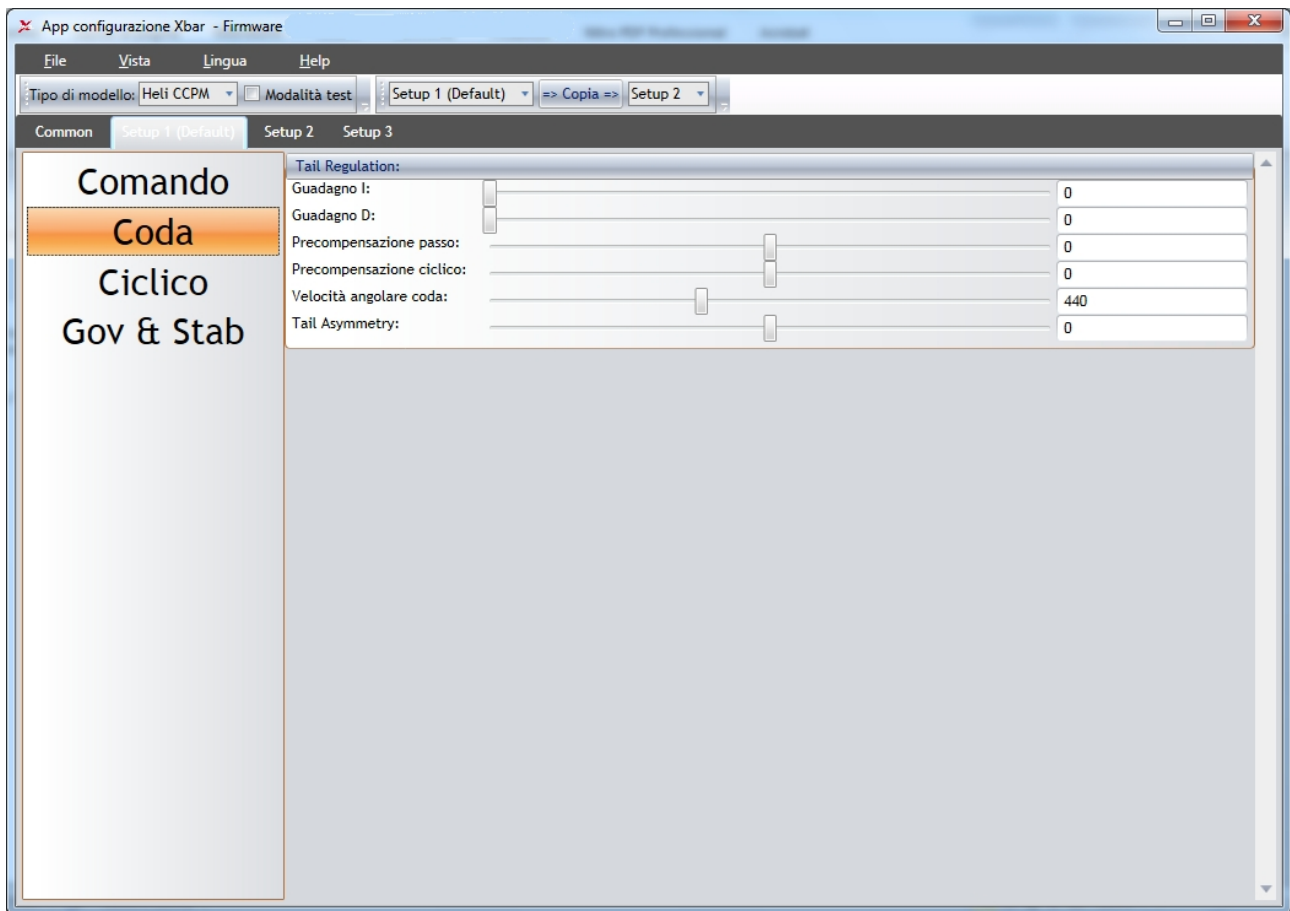 App configurazione Xbar - Firmware
File Vista Lingua Help
Tipo di modello: Heli CCPM Modalità test Setup 1 (Default) => Copia => Setup 2
Common Setup 1 (Default) Setup 2 Setup 3
Comando
Coda
Ciclico
Gov & Stab
Tail Regulation:
Guadagno I: 0
Guadagno D: 0
Precompensazione passo: 0
Precompensazione ciclico: 0
Velocità angolare coda: 440
Tail Asymmetry: 0